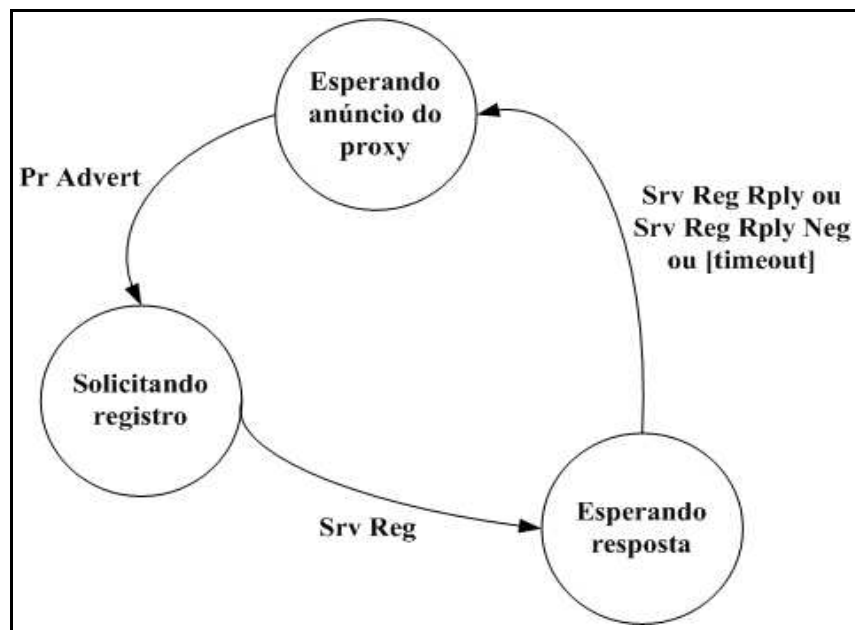 Esperando
anúncio do
proxy
Pr Advert
Srv Reg Rply ou
Srv Reg Rply Neg
ou [timeout]
Solicitando
registro
Srv Reg
Esperando
resposta